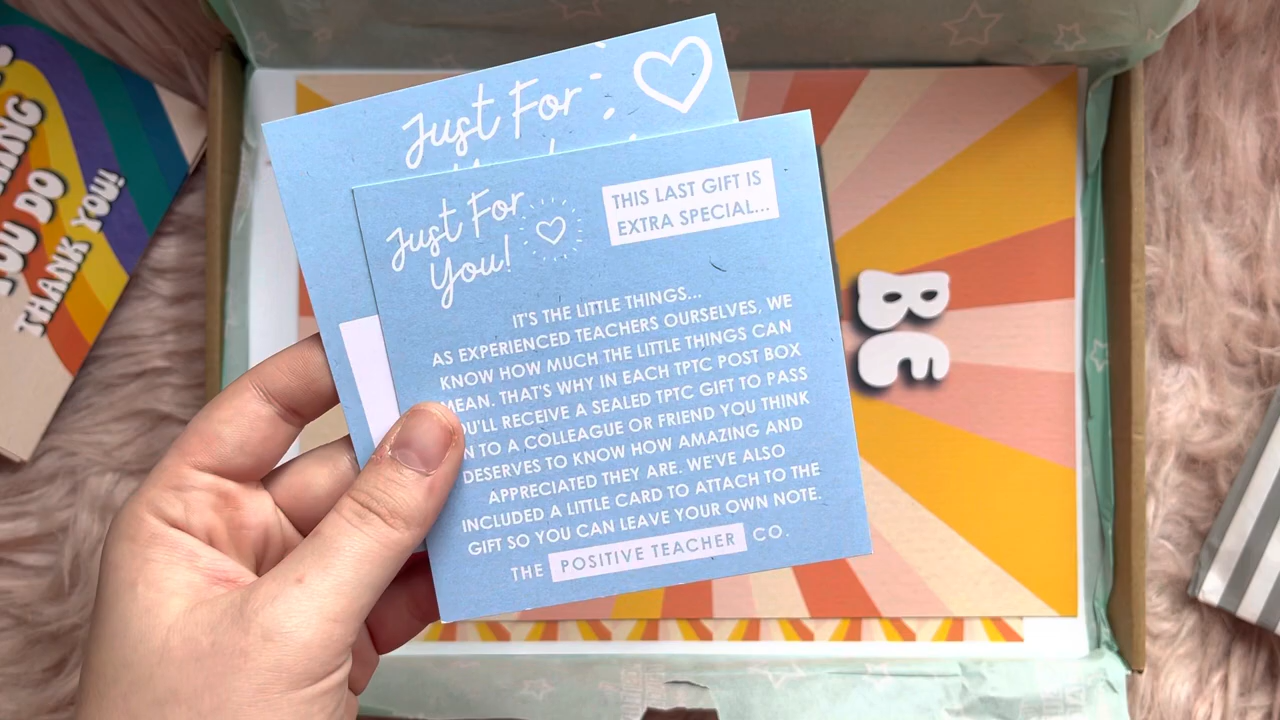 Just For
Just For
You!
THIS LAST GIFT IS
EXTRA SPECIAL...
IT'S THE LITTLE THINGS...
AS EXPERIENCED TEACHERS OURSELVES, WE
KNOW HOW MUCH THE LITTLE THINGS CAN
MEAN. THAT'S WHY IN EACH TPTC POST BOX
YOU'LL RECEIVE A SEALED TPTC GIFT TO PASS
ON TO A COLLEAGUE OR FRIEND YOU THINK
DESERVES TO KNOW HOW AMAZING AND
APPRECIATED THEY ARE. WE'VE ALSO
INCLUDED A LITTLE CARD TO ATTACH TO THE
GIFT SO YOU CAN LEAVE YOUR OWN NOTE.
THE POSITIVE TEACHER CO.
YOU DO
THANK YOU!!
BE